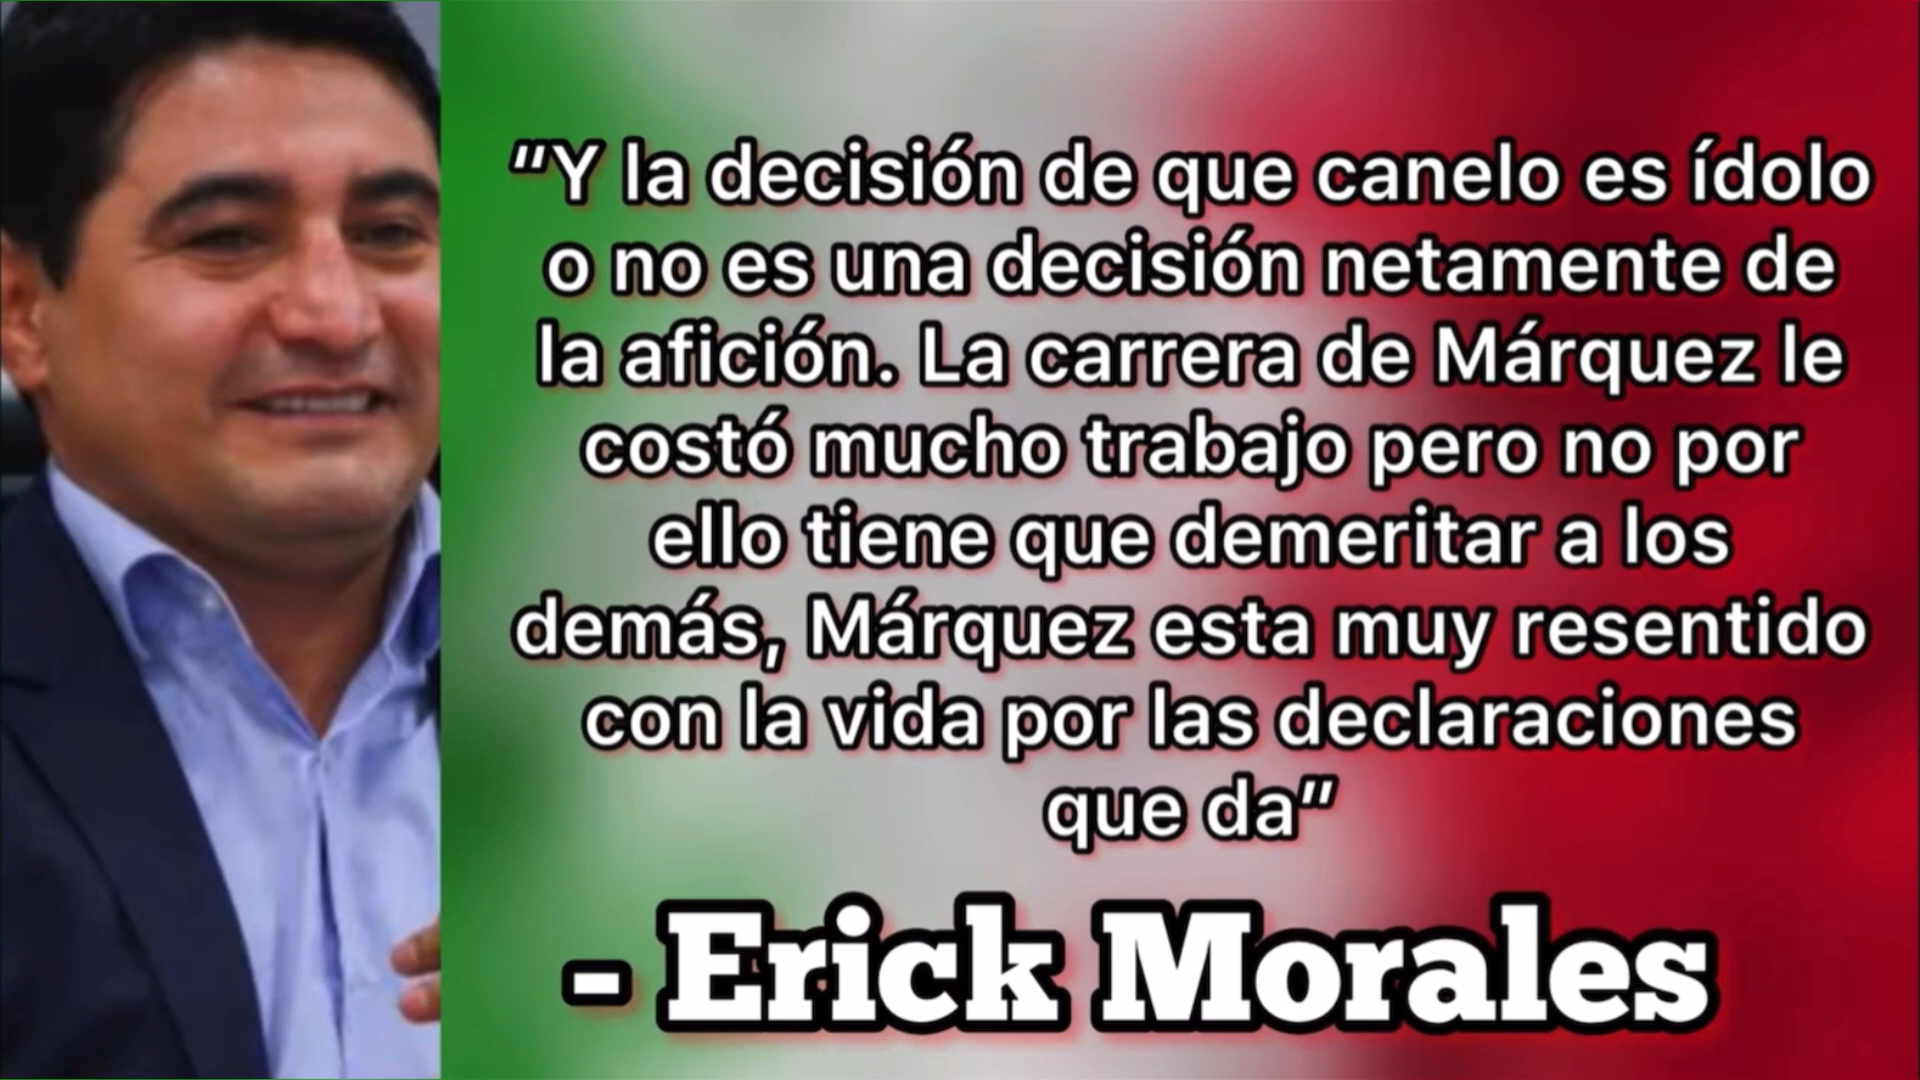 “Y la decisión de que canelo es ídolo
o no es una decisión netamente de
la afición. La carrera de Márquez le
costó mucho trabajo pero no por
ello tiene que demeritar a los
demás, Márquez esta muy resentido
con la vida por las declaraciones
que da”
- Erick Morales